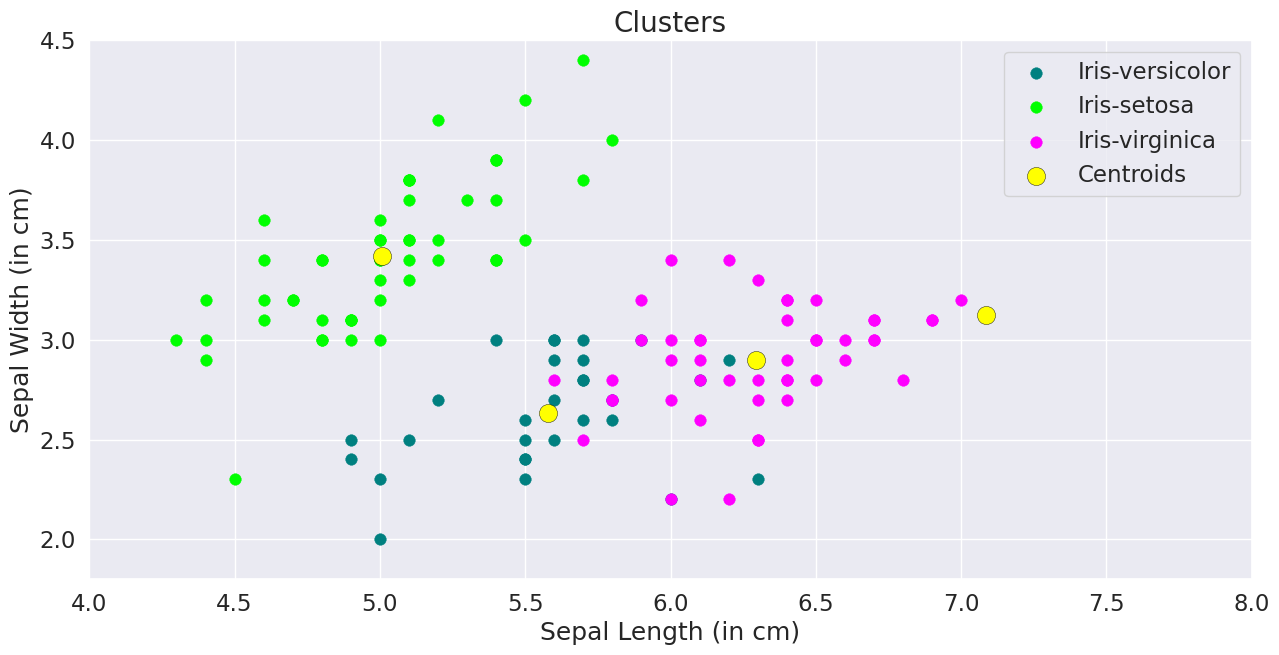 Clusters
4.5
4.0
3.5
3.0
2.5
2.0
Sepal Width (in cm)
Iris-versicolor
Iris-setosa
Iris-virginica
Centroids
4.0 4.5 5.0 5.5 6.0 6.5 7.0 7.5 8.0
Sepal Length (in cm)